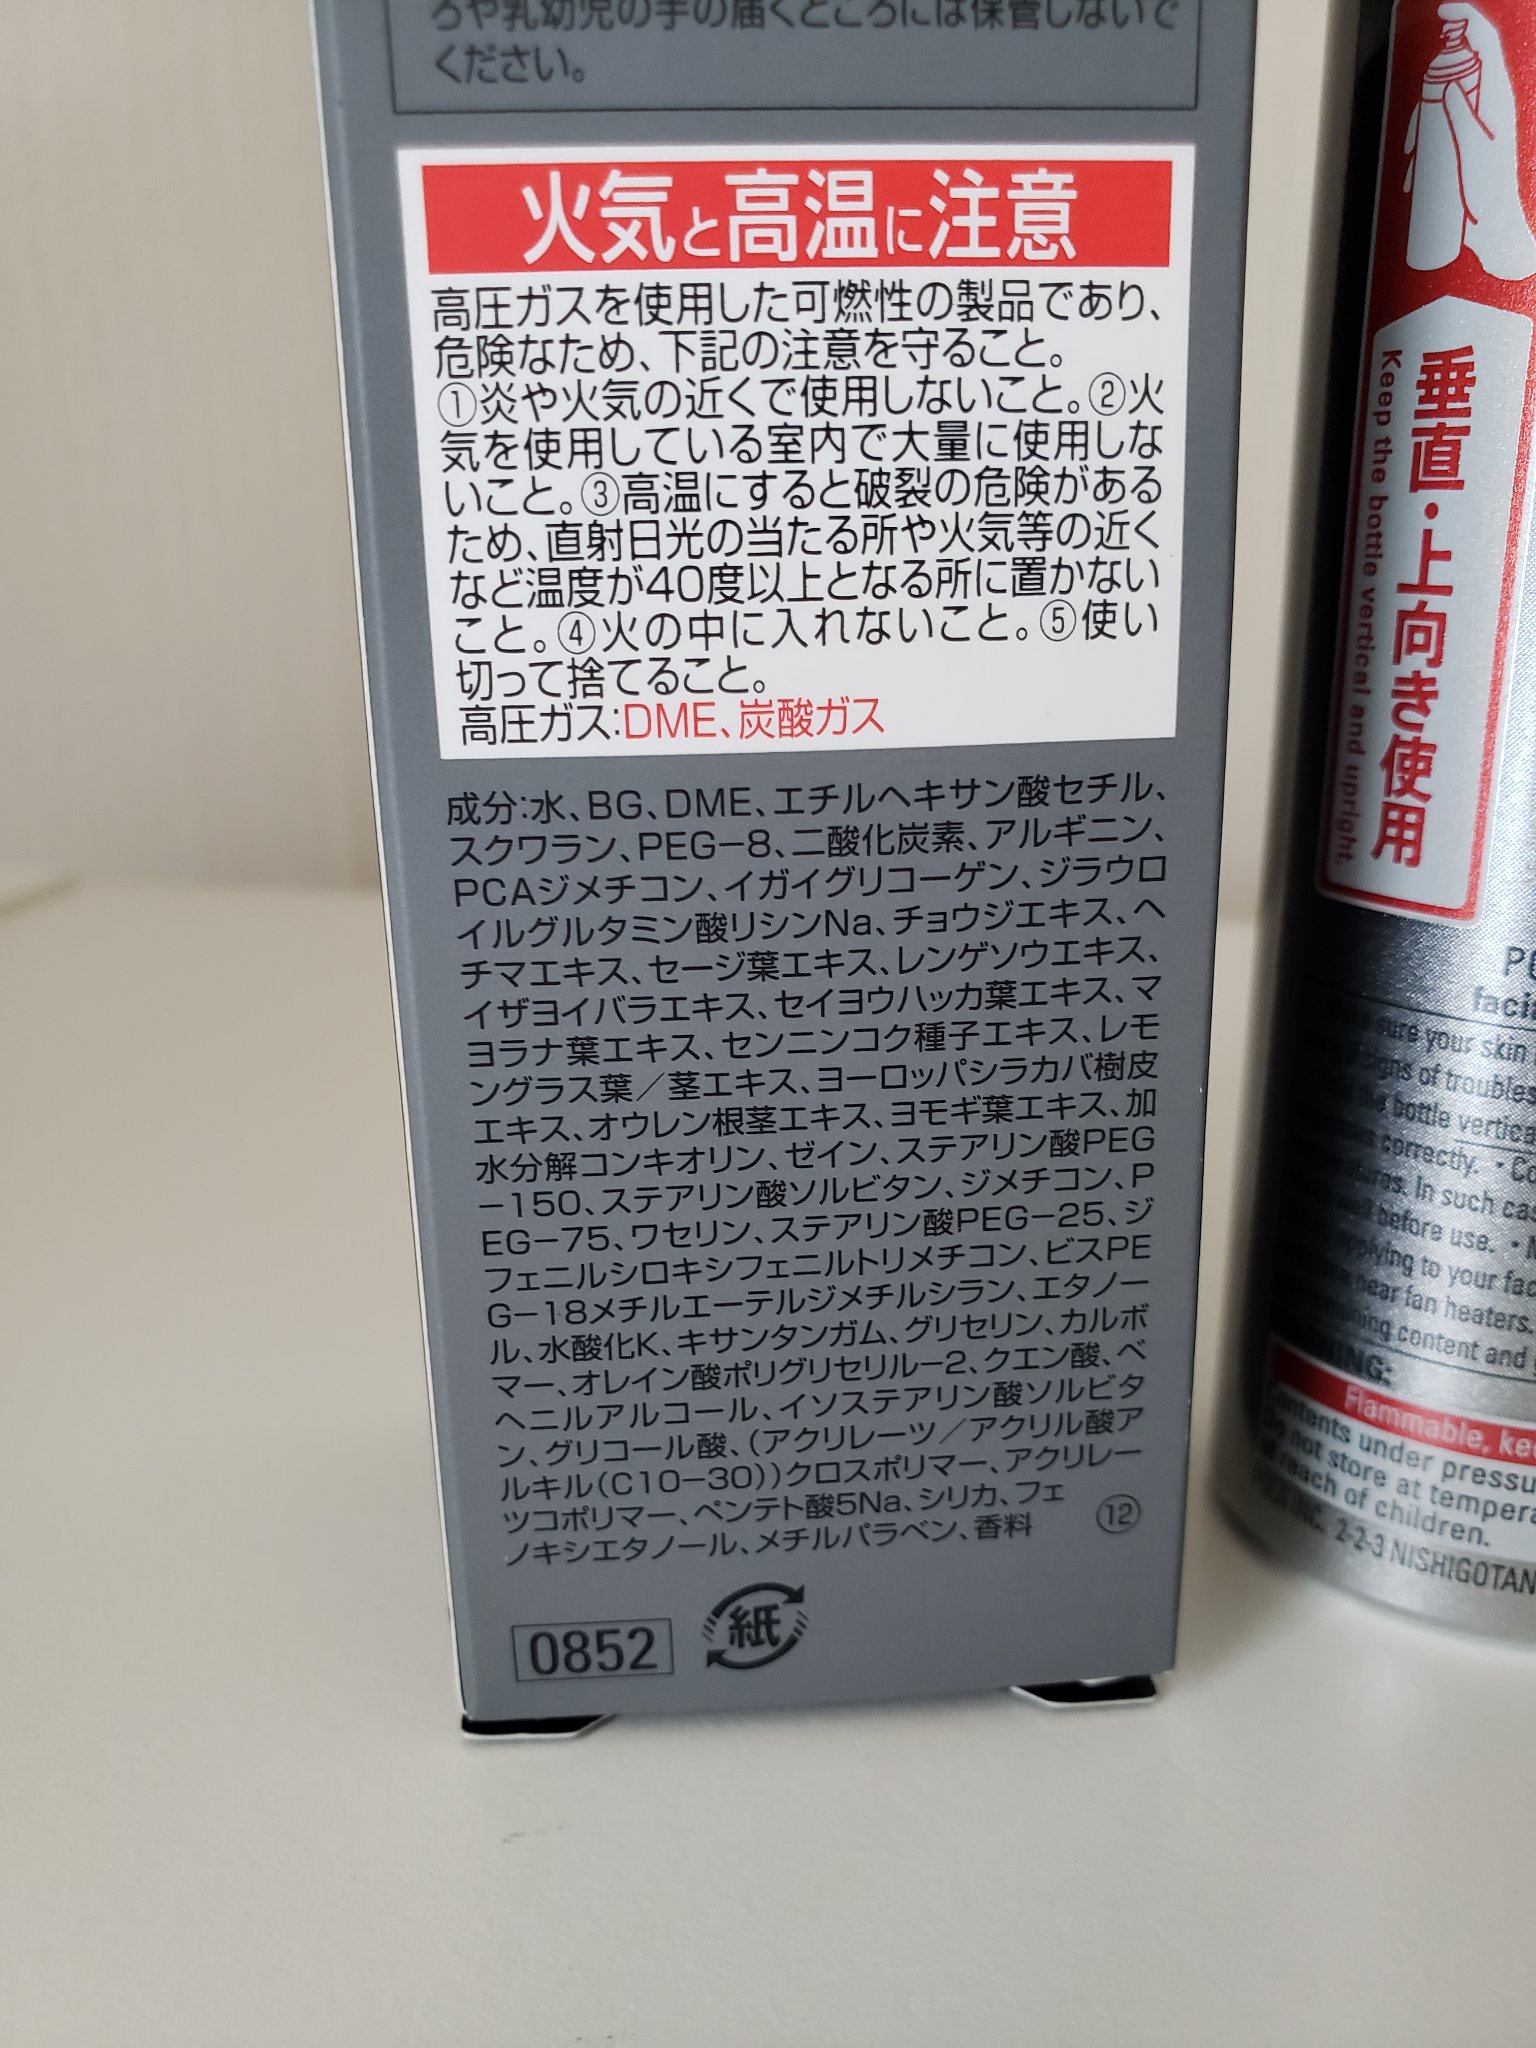 ろや乳幼児の手の届くところには保管しないで
ください。
火気と高温に注意
高圧ガスを使用した可燃性の製品であり、
危険なため、下記の注意を守ること。
①炎や火気の近くで使用しないこと。②火
気を使用している室内で大量に使用しな
いこと。③高温にすると破裂の危険がある
ため、直射日光の当たる所や火気等の近く
など温度が40度以上となる所に置かない
こと。④火の中に入れないこと。⑤使い
切って捨てること。
高圧ガス:DME、炭酸ガス
成分:水、BG、DME、エチルヘキサン酸セチル、
スクワラン、PEG-8、二酸化炭素、アルギニン、
PCAジメチコン、イガイグリコーゲン、ジラウロ
イルグルタミン酸リシンNa、チョウジエキス、ヘ
チマエキス、セージ葉エキス、レンゲソウエキス、
イザヨイバラエキス、セイヨウハッカ葉エキス、マ
ヨラナ葉エキス、センニンコク種子エキス、レモ
ングラス葉/茎エキス、ヨーロッパシラカバ樹皮
エキス、オウレン根茎エキス、ヨモギ葉エキス、加
水分解コンキオリン、ゼイン、ステアリン酸PEG
-150、ステアリン酸ソルビタン、ジメチコン、P
EG-75、ワセリン、ステアリン酸PEG-25、ジ
フェニルシロキシフェニルトリメチコン、ビスPE
G-18メチルエーテルジメチルシラン、エタノー
ル、水酸化K、キサンタンガム、グリセリン、カルボ
マー、オレイン酸ポリグリセリル-2、クエン酸、ベ
ヘニルアルコール、イソステアリン酸ソルビタ
ン、グリコール酸、(アクリレーツ/アクリル酸ア
ルキル(C10-30))クロスポリマー、アクリレー
ツコポリマー、ペンテト酸5Na、シリカ、フェ
ノキシエタノール、メチルパラベン、香料
⑫
0852
紙
垂直・上向き使用
Keep the bottle vertical and upright.
facin
sure your skin
signs of troubles
the bottle vertica
correctly. • Co
In such cas
well before use. •
applying to your fac
near fan heaters.
content and
Flammable, kee
Contents under pressu
Do not store at tempera
of reach of children.
INC. 2-2-3 NISHIGOTAN